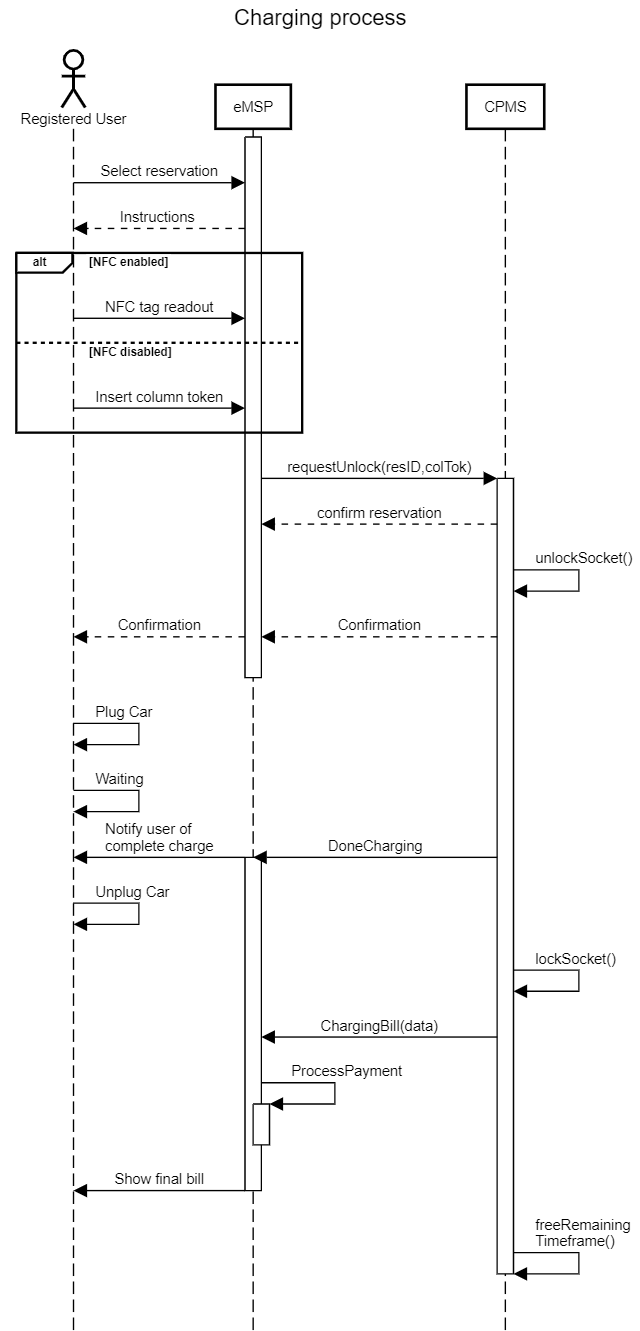 Charging process
Registered User
eMSP
CPMS
Select reservation
Instructions
alt
[NFC enabled]
NFC tag readout
[NFC disabled]
Insert column token
requestUnlock(resID,colTok)
confirm reservation
unlockSocket()
Confirmation
Confirmation
Plug Car
Waiting
Notify user of
complete charge
DoneCharging
Unplug Car
lockSocket()
ChargingBill(data)
ProcessPayment
Show final bill
freeRemaining
Timeframe()